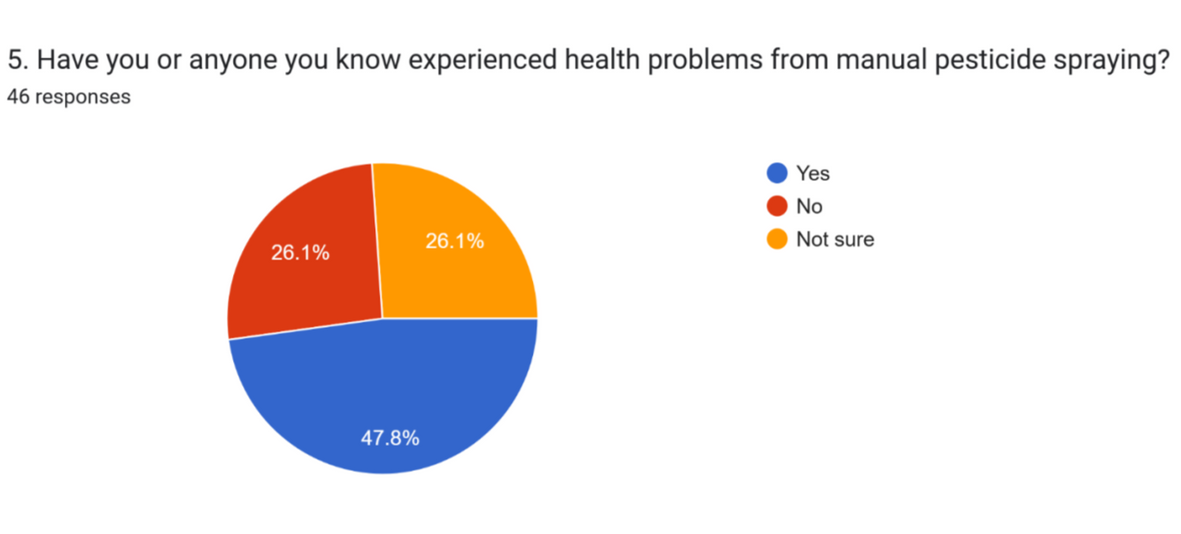 5. Have you or anyone you know experienced health problems from manual pesticide spraying?
46 responses
Yes
No
Not sure
26.1%
26.1%
47.8%